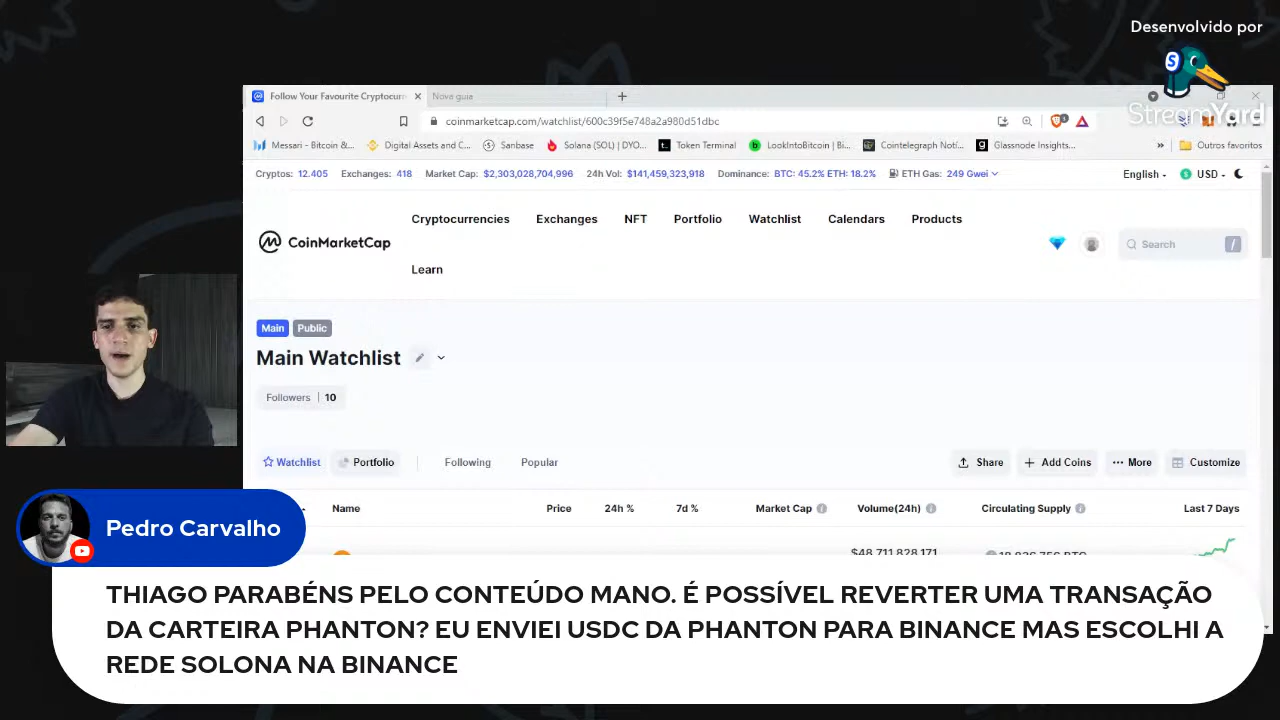 Desenvolvido por
StreamYard
Follow Your Favourite Cryptocurr
Nova guia
coinmarketcap.com/watchlist/600c39f5e748a2a980d51dbc
Messari - Bitcoin &... Digital Assets and C... Sanbase Solana (SOL) | DYO... Token Terminal LookIntoBitcoin | Bi... Cointelegraph Notí... Glassnode Insights... » Outros favoritos
Cryptos: 12.405 Exchanges: 418 Market Cap: $2,303,028,704,996 24h Vol: $141,459,323,918 Dominance: BTC: 45.2% ETH: 18.2% ETH Gas: 249 Gwei English USD
Cryptocurrencies Exchanges NFT Portfolio Watchlist Calendars Products
CoinMarketCap
Search /
Learn
Main Public
Main Watchlist
Followers | 10
Watchlist Portfolio Following Popular Share + Add Coins ••• More Customize
Name Price 24h % 7d % Market Cap Volume(24h) Circulating Supply Last 7 Days
$48,711,828,171
Pedro Carvalho
THIAGO PARABÉNS PELO CONTEÚDO MANO. É POSSÍVEL REVERTER UMA TRANSAÇÃO
DA CARTEIRA PHANTON? EU ENVIEI USDC DA PHANTON PARA BINANCE MAS ESCOLHI A
REDE SOLONA NA BINANCE